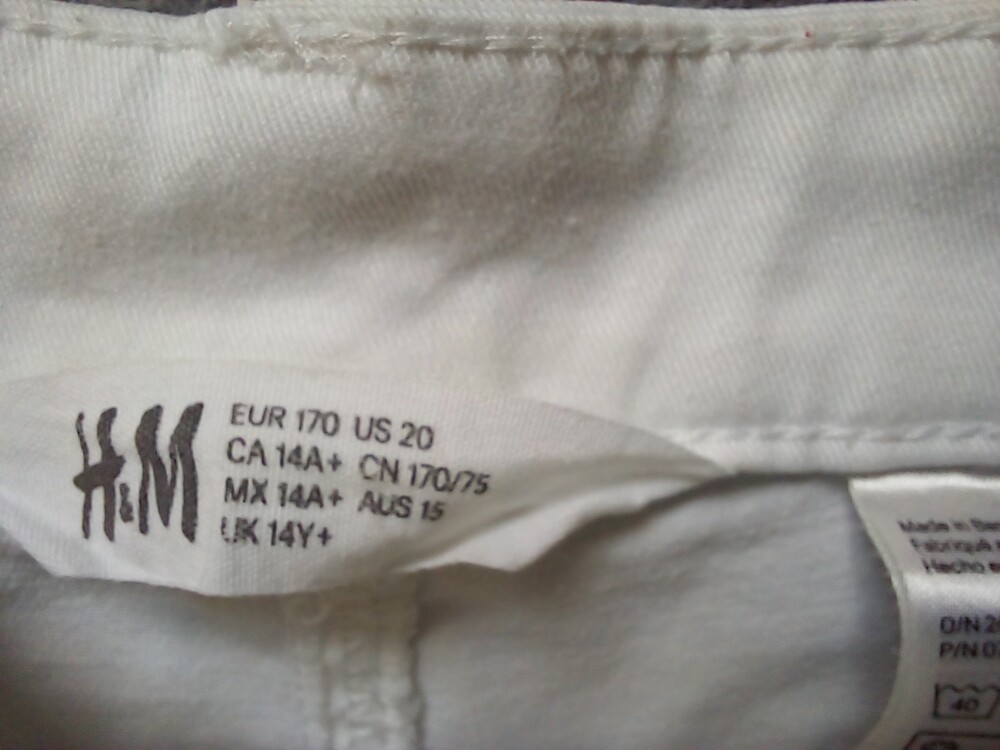 H&M
EUR 170 US 20
CA 14A+ CN 170/75
MX 14A+ AUS 15
UK 14Y+
Made in
Fabriqué
Hecho
O/N
P/N
40